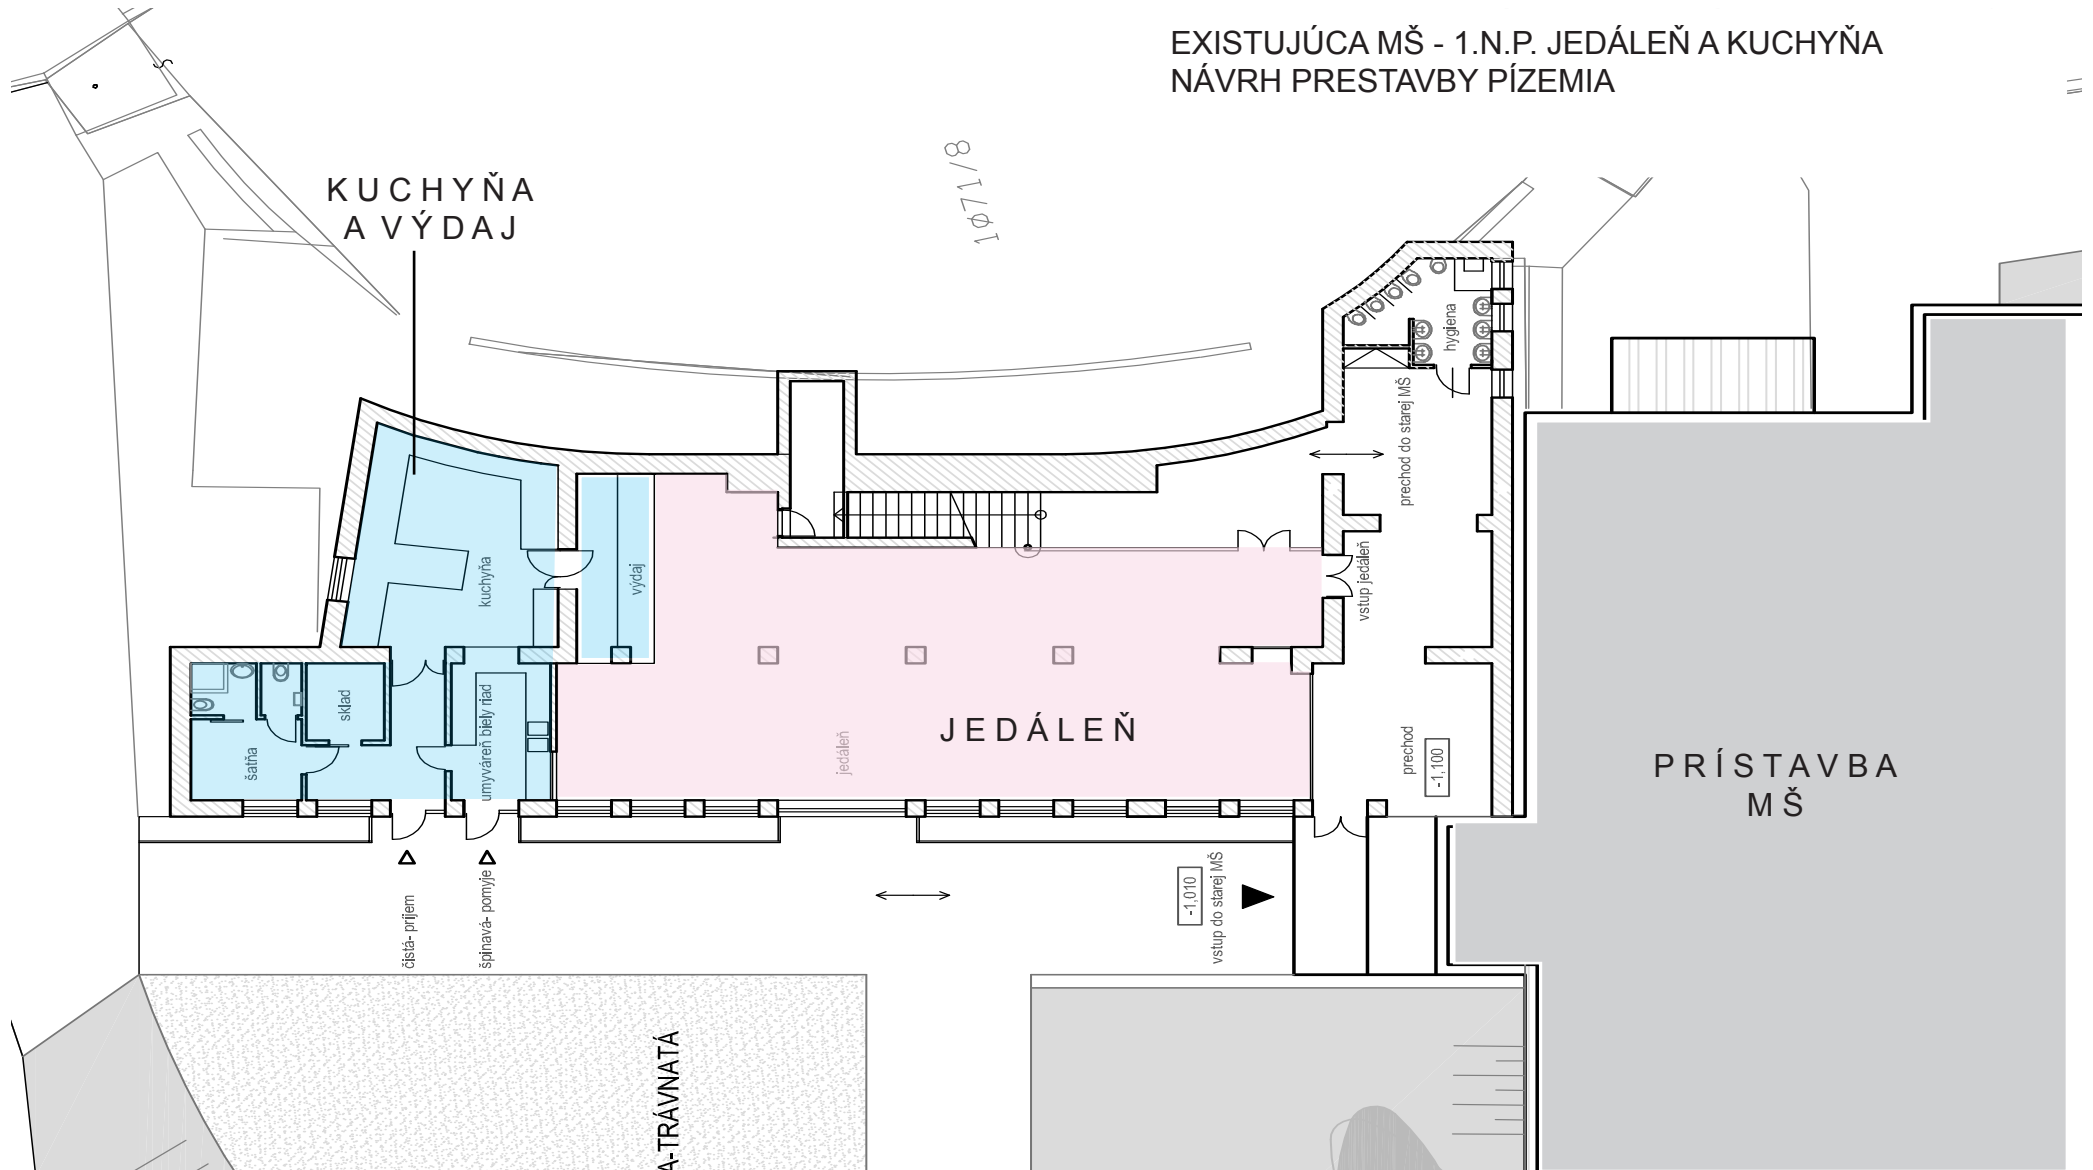 EXISTUJÚCA MŠ - 1.N.P. JEDÁLEŇ A KUCHYŇA
NÁVRH PRESTAVBY PÍZEMIA
1Ø71/8
KUCHYŇA
A VÝDAJ
hygiena
prechod do starej MŠ
kuchyňa
výdaj
vstup jedáleň
sklad
umyváreň biely riad
šatňa
jedáleň
JEDÁLEŇ
prechod
-1,100
PRÍSTAVBA
MŠ
čistá- príjem
špinavá- pomyje
-1,010
vstup do starej MŠ
A-TRÁVNATÁ